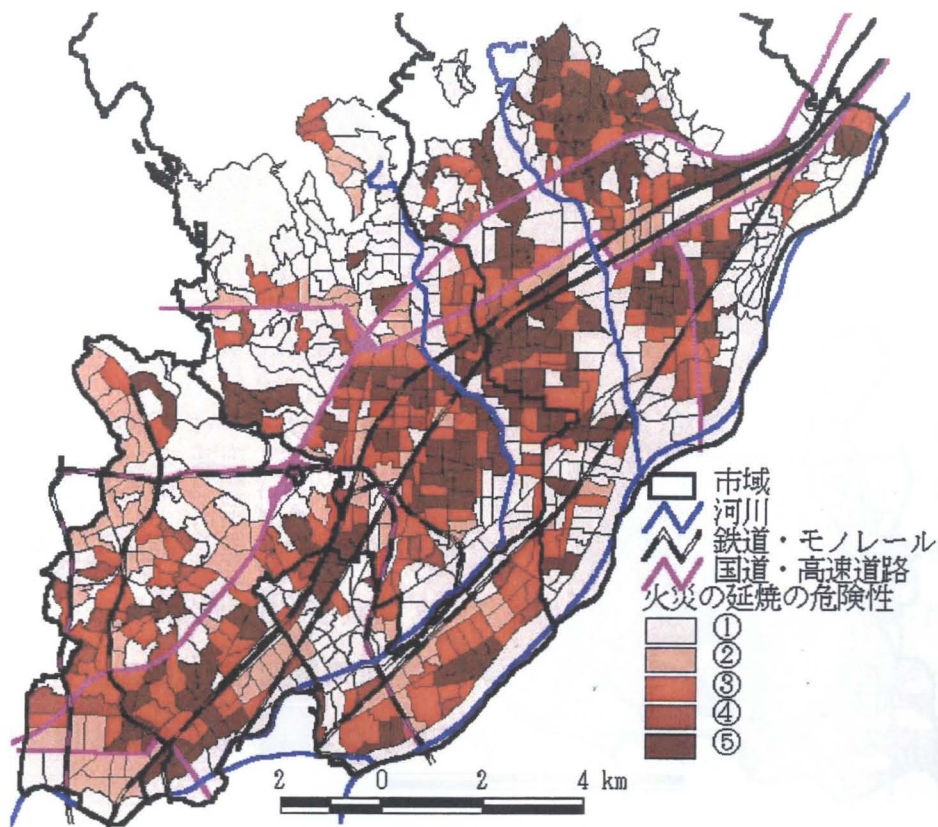 市域
河川
鉄道・モノレール
国道・高速道路
火災の延焼の危険性
①
②
③
④
⑤
2 0 2 4 km